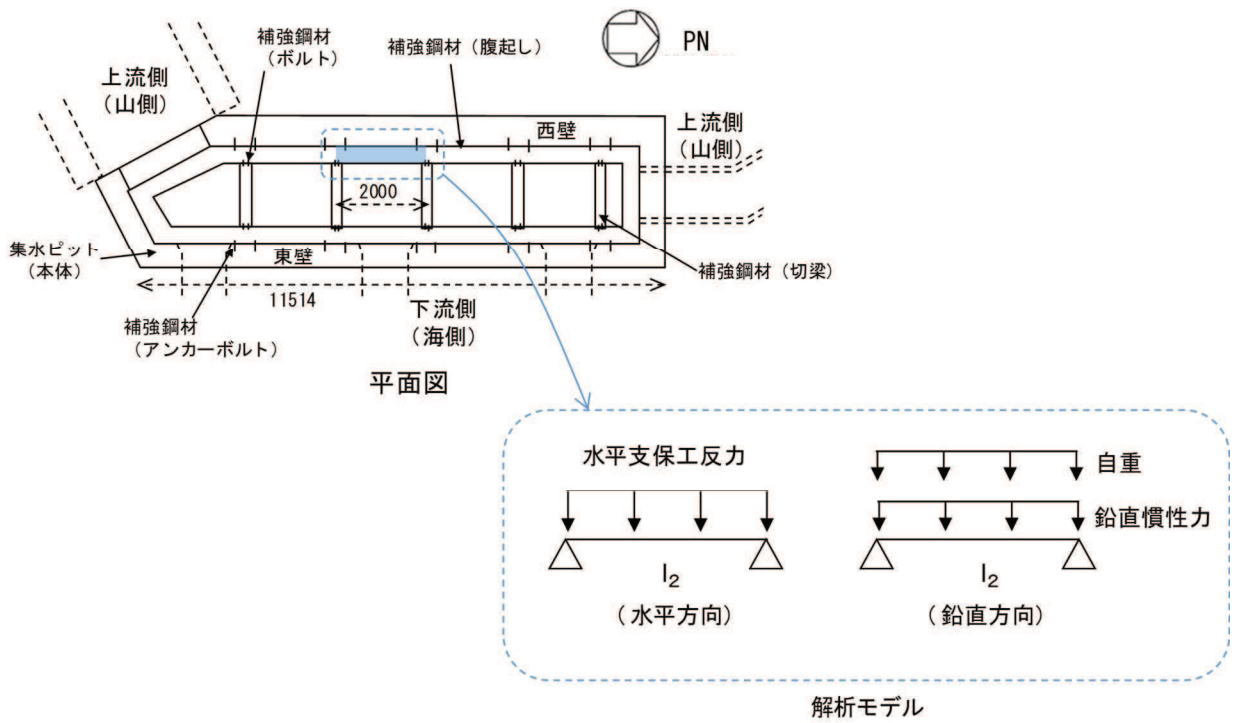 補強鋼材
（ボルト）
補強鋼材（腹起し）
PN
上流側
（山側）
西壁
上流側
（山側）
2000
集水ピット
（本体）
東壁
補強鋼材（切梁）
11514
下流側
（海側）
補強鋼材
（アンカーボルト）
平面図
水平支保工反力
自重
鉛直慣性力
l₂
（水平方向）
l₂
（鉛直方向）
解析モデル